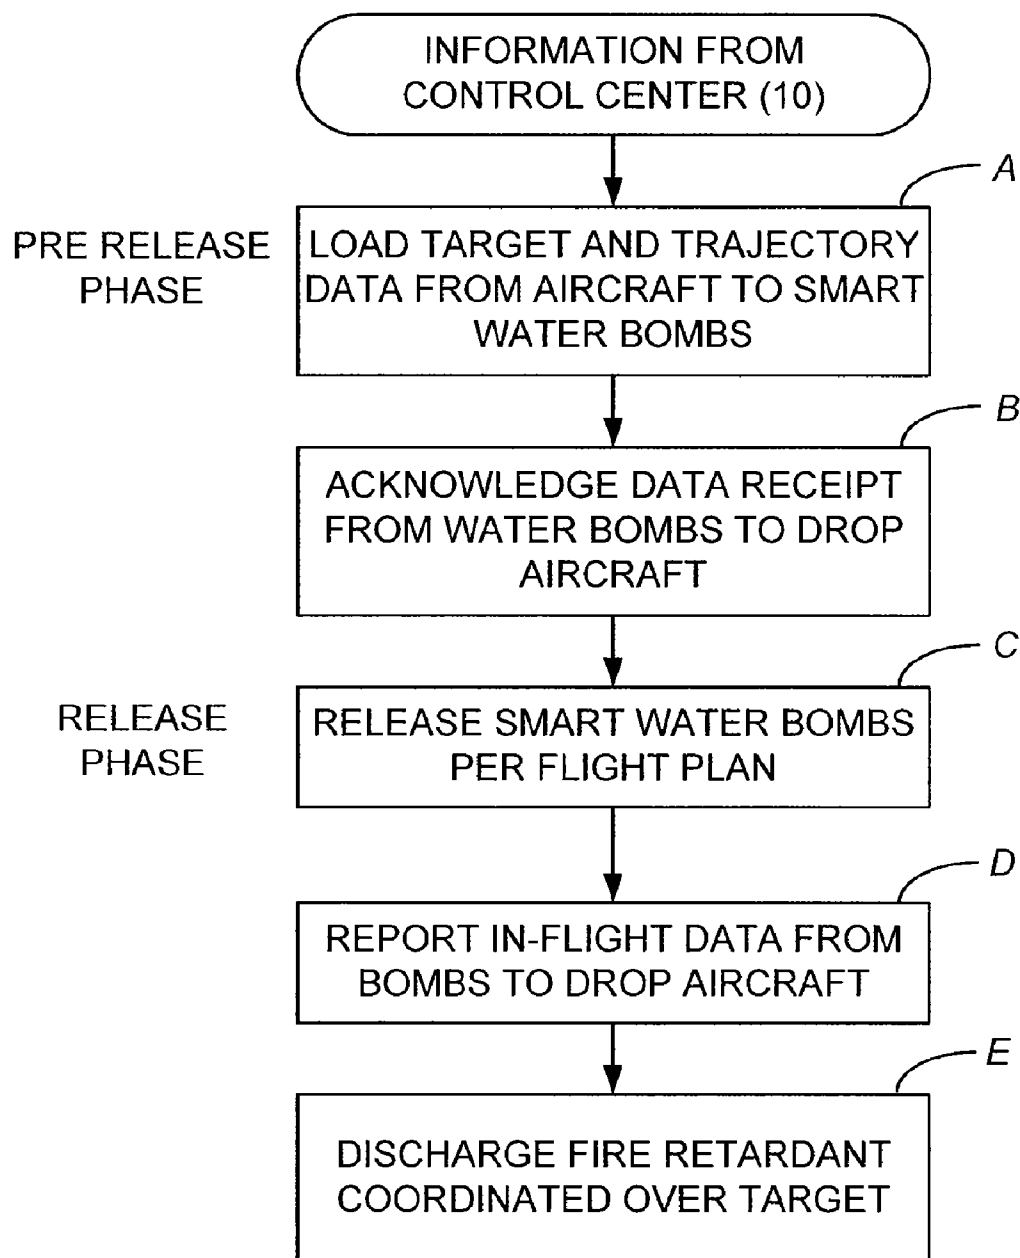 INFORMATION FROM
CONTROL CENTER (10)
A
PRE RELEASE
PHASE
LOAD TARGET AND TRAJECTORY
DATA FROM AIRCRAFT TO SMART
WATER BOMBS
B
ACKNOWLEDGE DATA RECEIPT
FROM WATER BOMBS TO DROP
AIRCRAFT
C
RELEASE
PHASE
RELEASE SMART WATER BOMBS
PER FLIGHT PLAN
D
REPORT IN-FLIGHT DATA FROM
BOMBS TO DROP AIRCRAFT
E
DISCHARGE FIRE RETARDANT
COORDINATED OVER TARGET